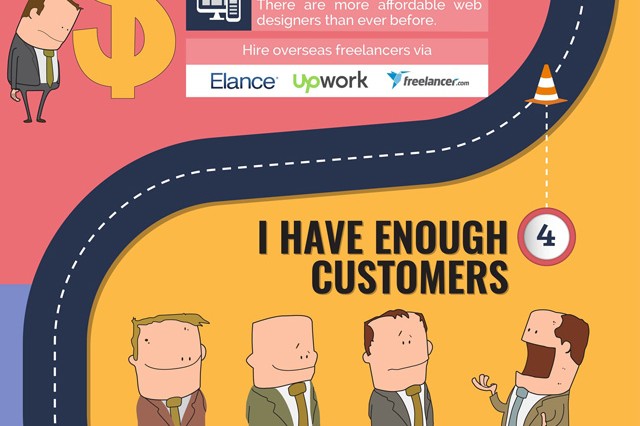 There are more affordable web
designers than ever before.
Hire overseas freelancers via
Elance
upwork
freelancer.com
I HAVE ENOUGH
CUSTOMERS
4